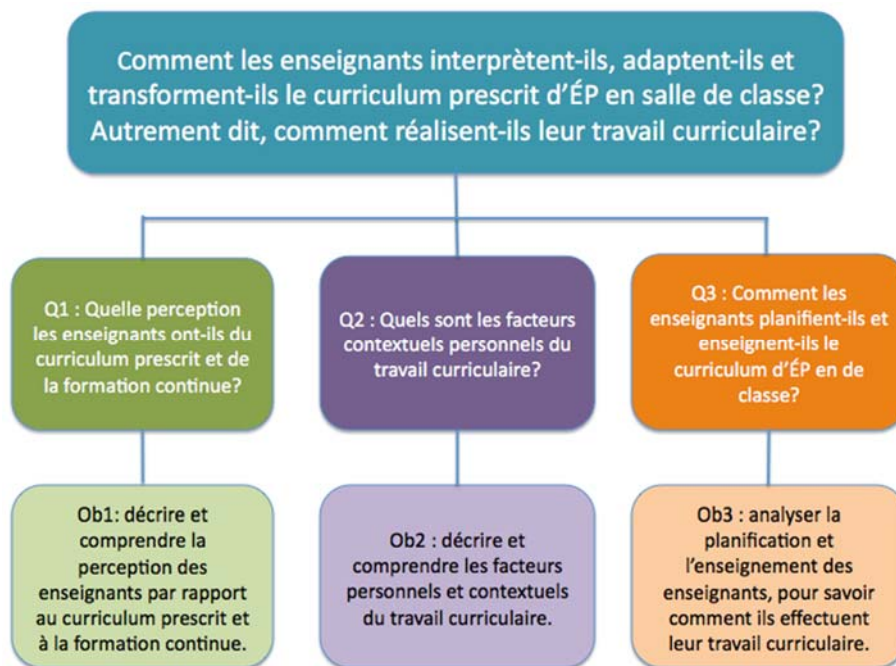 Comment les enseignants interprètent-ils, adaptent-ils et
transforment-ils le curriculum prescrit d'ÉP en salle de classe?
Autrement dit, comment réalisent-ils leur travail curriculaire?
Q1 : Quelle perception
les enseignants ont-ils du
curriculum prescrit et de
la formation continue?
Q2 : Quels sont les facteurs
contextuels personnels du
travail curriculaire?
Q3 : Comment les
enseignants planifient-ils et
enseignent-ils le
curriculum d'ÉP en de
classe?
Ob1: décrire et
comprendre la
perception des
enseignants par rapport
au curriculum prescrit et
à la formation continue.
Ob2 : décrire et
comprendre les facteurs
personnels et contextuels
du travail curriculaire.
Ob3 : analyser la
planification et
l'enseignement des
enseignants, pour savoir
comment ils effectuent
leur travail curriculaire.